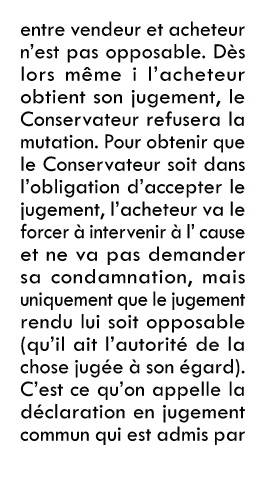 entre vendeur et acheteur
n'est pas opposable. Dès
lors même i l'acheteur
obtient son jugement, le
Conservateur refusera la
mutation. Pour obtenir que
le Conservateur soit dans
l'obligation d'accepter le
jugement, l'acheteur va le
forcer à intervenir à l' cause
et ne va pas demander
sa condamnation, mais
uniquement que le jugement
rendu lui soit opposable
(qu'il ait l'autorité de la
chose jugée à son égard).
C'est ce qu'on appelle la
déclaration en jugement
commun qui est admis par